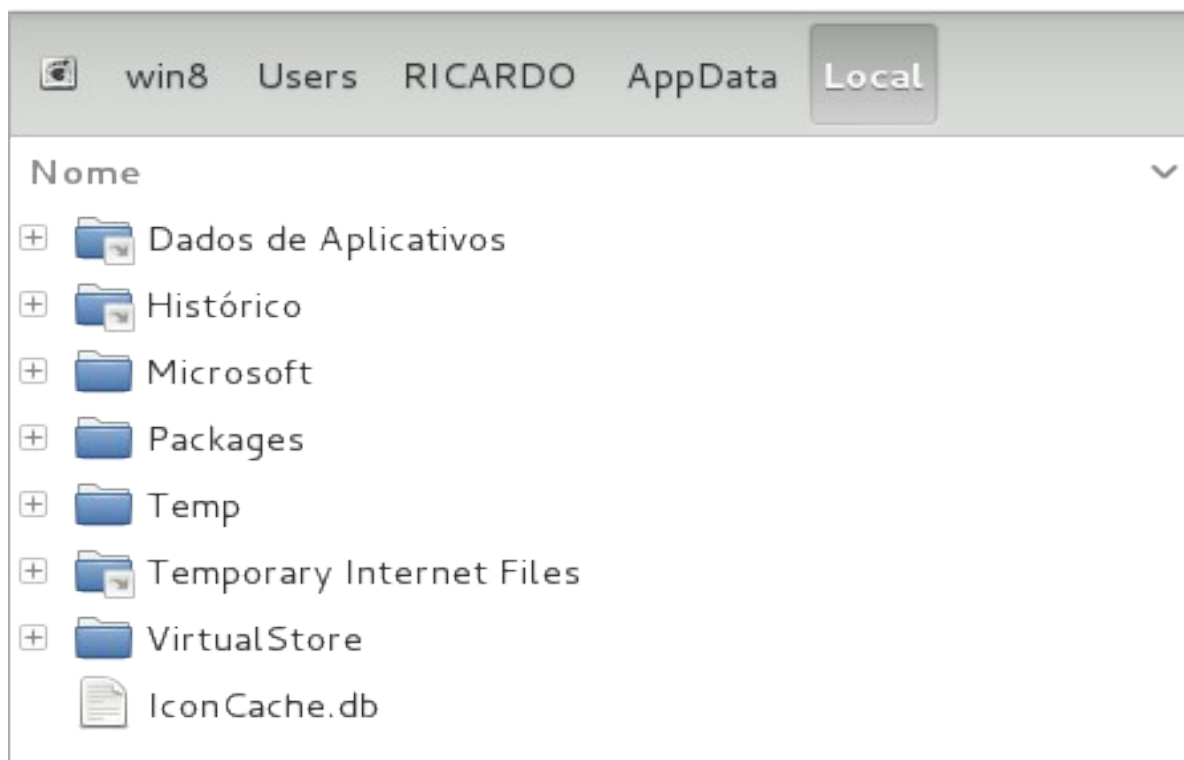 win8 Users RICARDO AppData Local
Nome
Dados de Aplicativos
Histórico
Microsoft
Packages
Temp
Temporary Internet Files
VirtualStore
IconCache.db